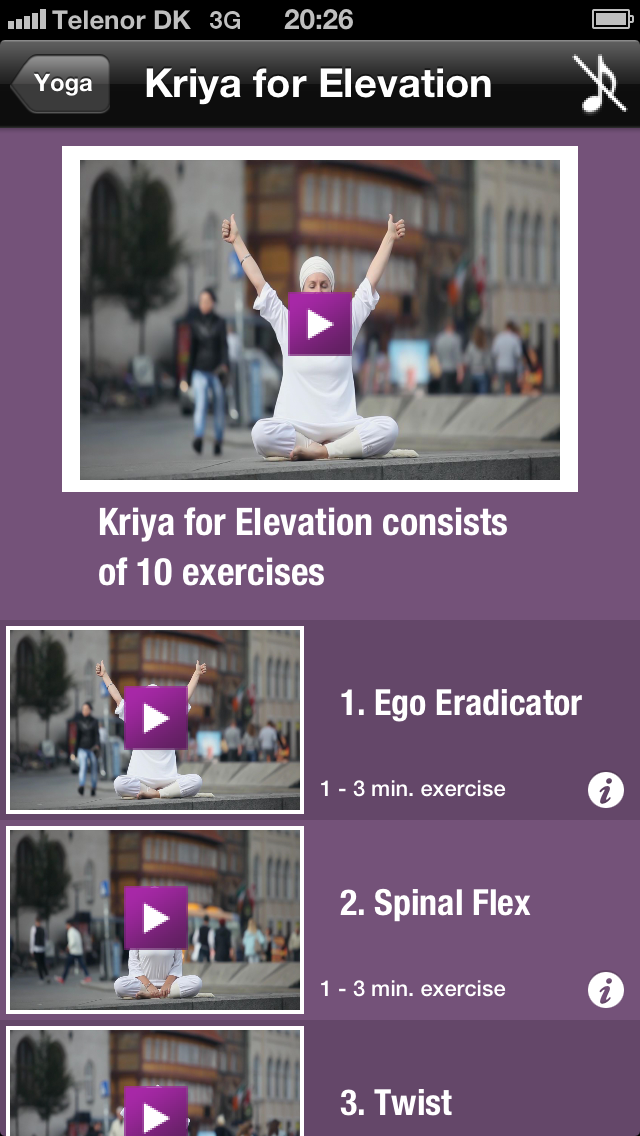 Telenor DK 3G 20:26
Yoga
Kriya for Elevation
Kriya for Elevation consists
of 10 exercises
1. Ego Eradicator
1 - 3 min. exercise
2. Spinal Flex
1 - 3 min. exercise
3. Twist